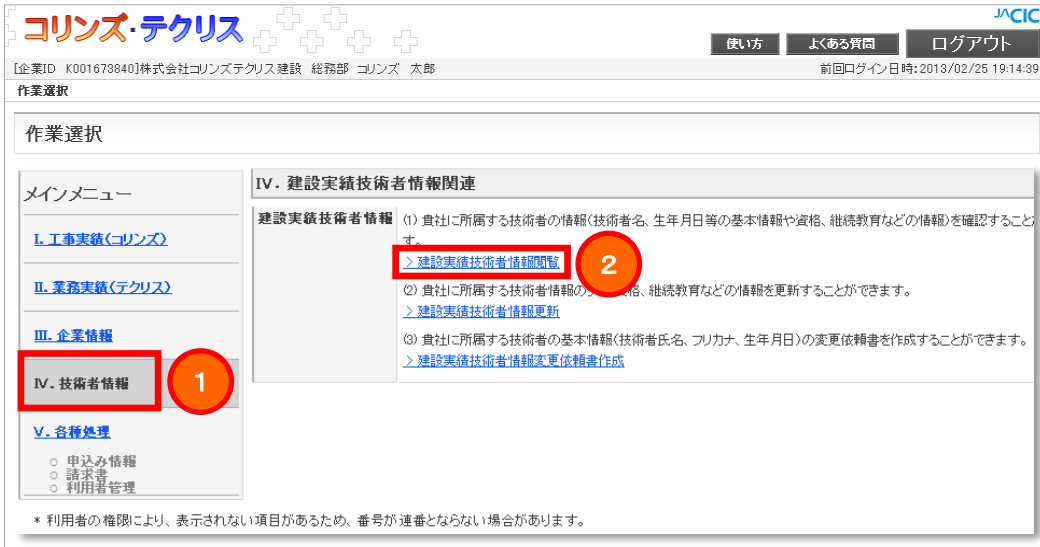 コリンズ・テクリス
JACIC
使い方 よくある質問 ログアウト
[企業ID K001673840]株式会社コリンズテクリス建設 総務部 コリンズ 太郎 前回ログイン日時:2013/02/25 19:14:39
作業選択
作業選択
メインメニュー
Ⅰ. 工事実績(コリンズ)
Ⅱ. 業務実績(テクリス)
Ⅲ. 企業情報
Ⅳ. 技術者情報
1
Ⅴ. 各種処理
○ 申込み情報
○ 請求書
○ 利用者管理
Ⅳ. 建設実績技術者情報関連
建設実績技術者情報
(1) 貴社に所属する技術者の情報(技術者名、生年月日等の基本情報や資格、継続教育などの情報)を確認すること
す。
> 建設実績技術者情報閲覧
2
(2) 貴社に所属する技術者情報の 格、継続教育などの情報を更新することができます。
> 建設実績技術者情報更新
(3) 貴社に所属する技術者の基本情報(技術者氏名、フリカナ、生年月日)の変更依頼書を作成することができます。
> 建設実績技術者情報変更依頼書作成
* 利用者の権限により、表示されない項目があるため、番号が連番とならない場合があります。